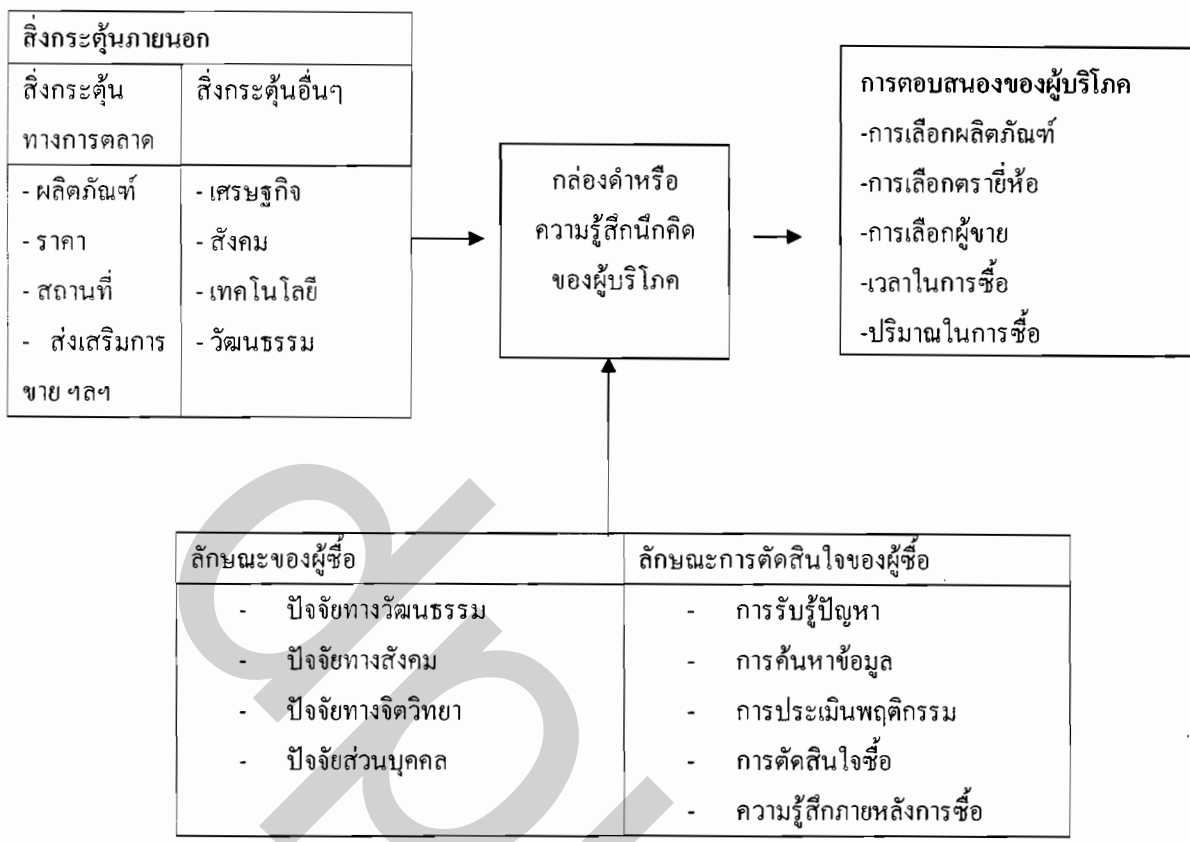 สิ่งกระตุ้นภายนอก
สิ่งกระตุ้น
ทางการตลาด
สิ่งกระตุ้นอื่นๆ
- ผลิตภัณฑ์
- ราคา
- สถานที่
- ส่งเสริมการ
ขาย ฯลฯ
- เศรษฐกิจ
- สังคม
- เทคโนโลยี
- วัฒนธรรม
กล่องดำหรือ
ความรู้สึกนึกคิด
ของผู้บริโภค
การตอบสนองของผู้บริโภค
-การเลือกผลิตภัณฑ์
-การเลือกตรายี่ห้อ
-การเลือกผู้ขาย
-เวลาในการซื้อ
-ปริมาณในการซื้อ
ลักษณะของผู้ซื้อ
- ปัจจัยทางวัฒนธรรม
- ปัจจัยทางสังคม
- ปัจจัยทางจิตวิทยา
- ปัจจัยส่วนบุคคล
ลักษณะการตัดสินใจของผู้ซื้อ
- การรับรู้ปัญหา
- การค้นหาข้อมูล
- การประเมินพฤติกรรม
- การตัดสินใจซื้อ
- ความรู้สึกภายหลังการซื้อ